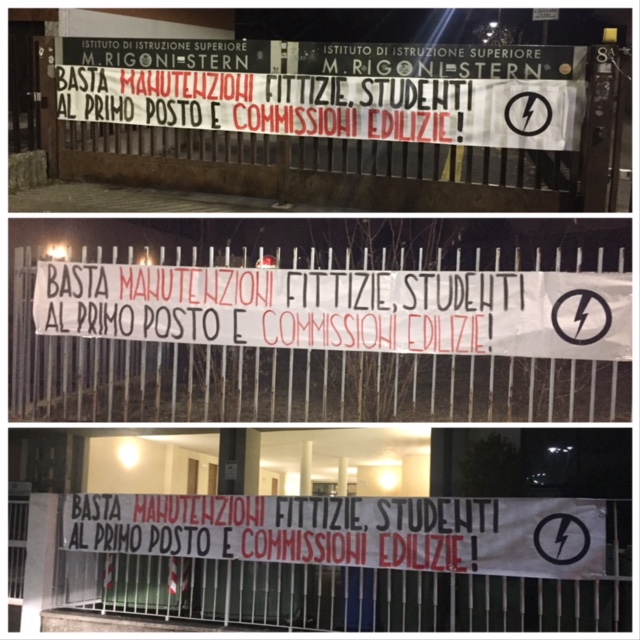 ISTITUTO DI ISTRUZIONE SUPERIORE
M. RIGONI STERN
ISTITUTO DI ISTRUZIONE SUPERIORE
M. RIGONI STERN
8A
BASTA MANUTENZIONI FITTIZIE, STUDENTI
AL PRIMO POSTO E COMMISSIONI EDILIZIE!
BASTA MANUTENZIONI FITTIZIE, STUDENTI
AL PRIMO POSTO E COMMISSIONI EDILIZIE!
BASTA MANUTENZIONI FITTIZIE, STUDENTI
AL PRIMO POSTO E COMMISSIONI EDILIZIE!